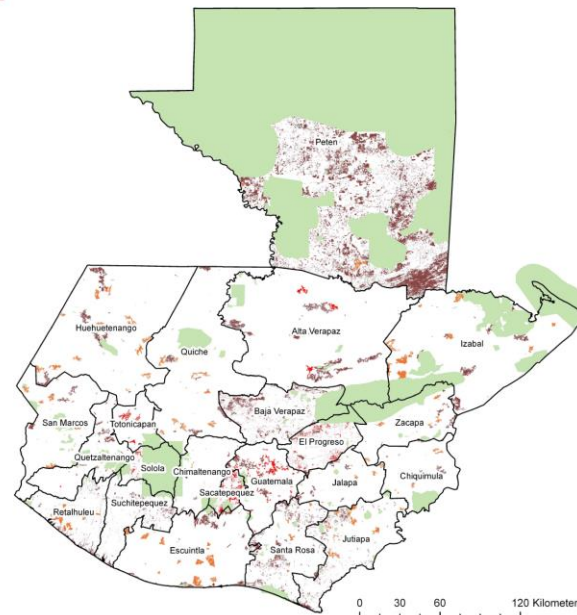 Peten
Huehuetenango
Quiche
Alta Verapaz
Izabal
San Marcos
Totonicapan
Baja Verapaz
Zacapa
El Progreso
Quetzaltenango
Solola
Chimaltenango
Guatemala
Jalapa
Chiquimula
Sacatepequez
Retalhuleu
Suchitepequez
Escuintla
Santa Rosa
Jutiapa
0 30 60 120 Kilometer